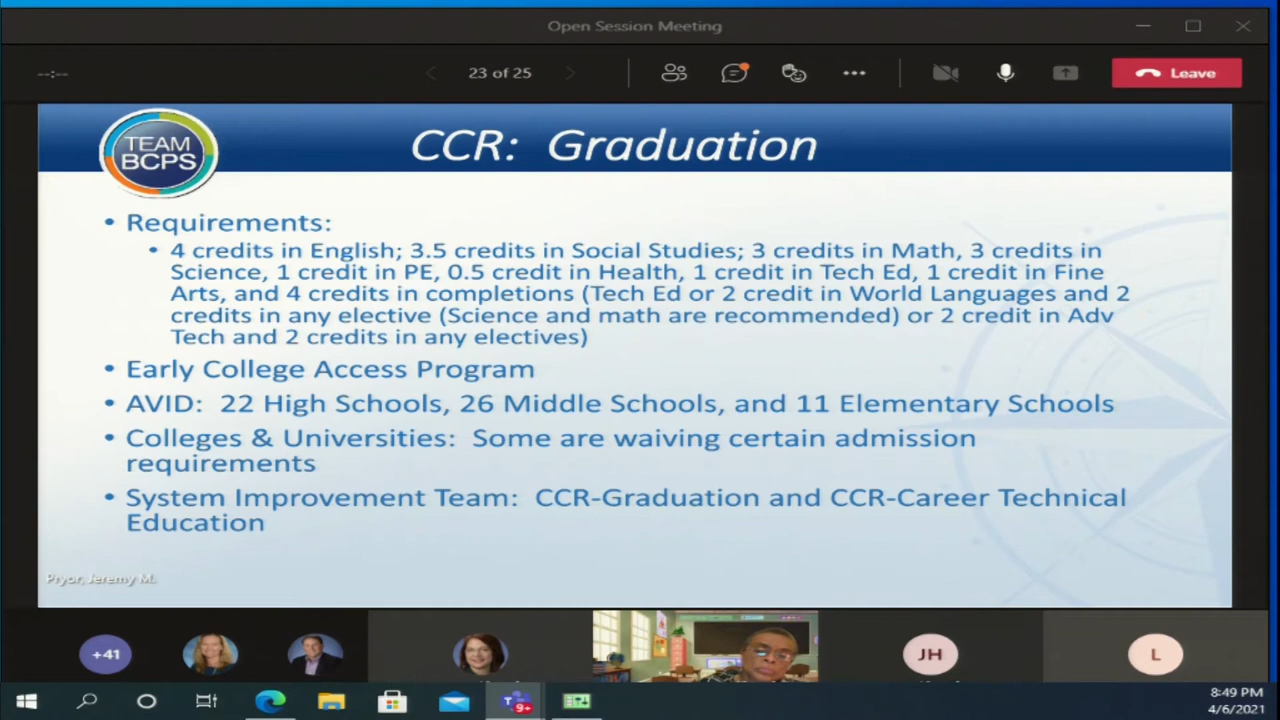 Open Session Meeting
--:--
23 of 25
Leave
TEAM
BCPS
CCR: Graduation
• Requirements:
• 4 credits in English; 3.5 credits in Social Studies; 3 credits in Math, 3 credits in
Science, 1 credit in PE, 0.5 credit in Health, 1 credit in Tech Ed, 1 credit in Fine
Arts, and 4 credits in completions (Tech Ed or 2 credit in World Languages and 2
credits in any elective (Science and math are recommended) or 2 credit in Adv
Tech and 2 credits in any electives)
• Early College Access Program
• AVID: 22 High Schools, 26 Middle Schools, and 11 Elementary Schools
• Colleges & Universities: Some are waiving certain admission
requirements
• System Improvement Team: CCR-Graduation and CCR-Career Technical
Education
Pryor, Jeremy M.
+41
JH
L
9+
8:49 PM
4/6/2021